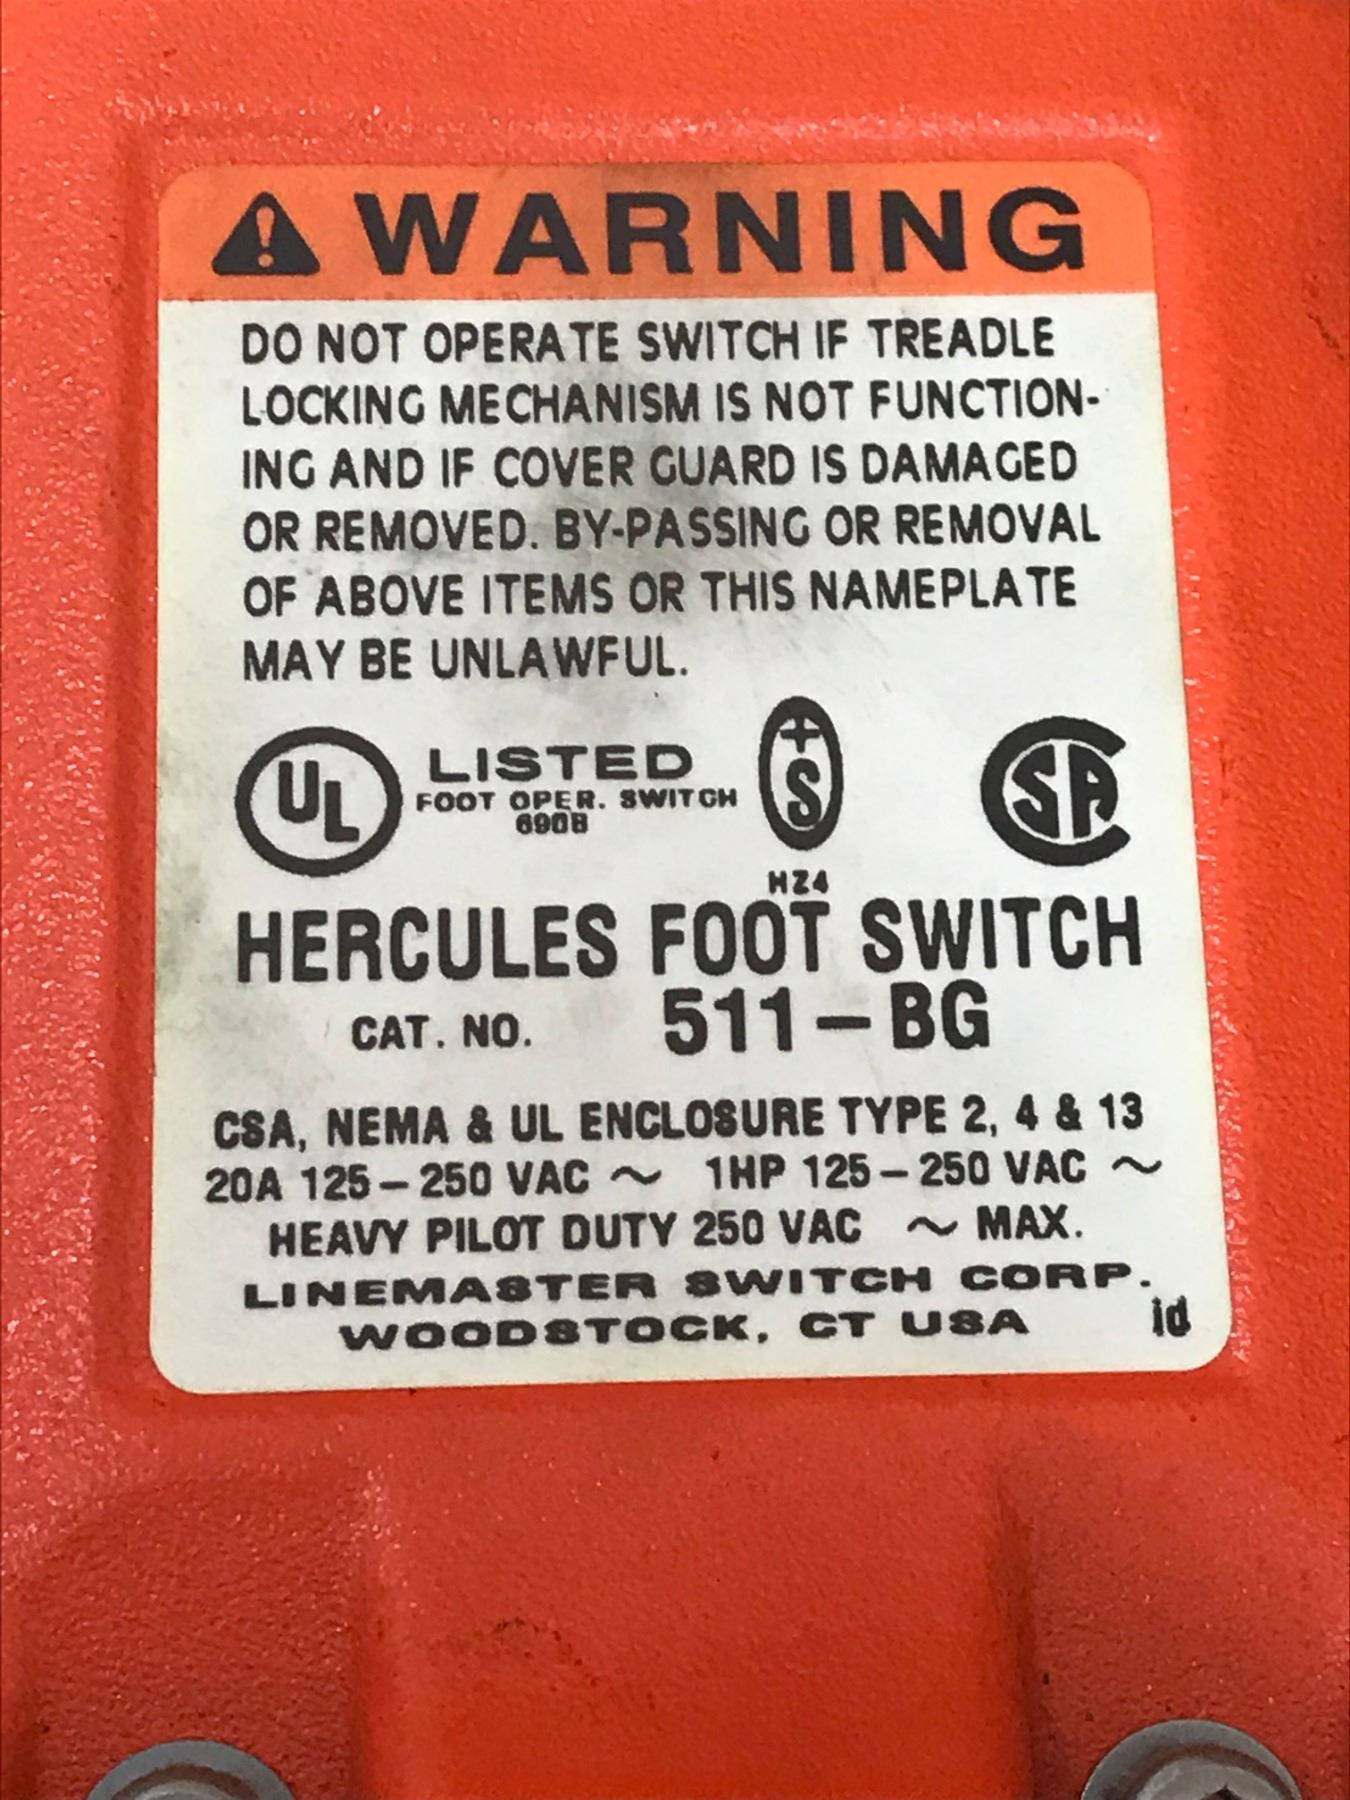 WARNING
DO NOT OPERATE SWITCH IF TREADLE
LOCKING MECHANISM IS NOT FUNCTION-
ING AND IF COVER GUARD IS DAMAGED
OR REMOVED. BY-PASSING OR REMOVAL
OF ABOVE ITEMS OR THIS NAMEPLATE
MAY BE UNLAWFUL.
UL LISTED
FOOT OPER. SWITCH
690B
+S
HZ4
CSA
HERCULES FOOT SWITCH
CAT. NO. 511-BG
CSA, NEMA & UL ENCLOSURE TYPE 2, 4 & 13
20A 125-250 VAC ~ 1HP 125-250 VAC ~
HEAVY PILOT DUTY 250 VAC ~ MAX.
LINEMASTER SWITCH CORP.
WOODSTOCK, CT USA id